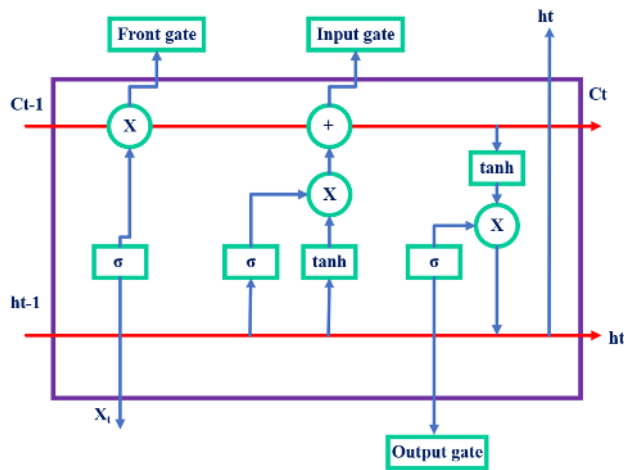 ht
Front gate
Input gate
Ct-1
Ct
X
+
tanh
X
X
σ
σ
tanh
σ
ht-1
ht
Xt
Output gate